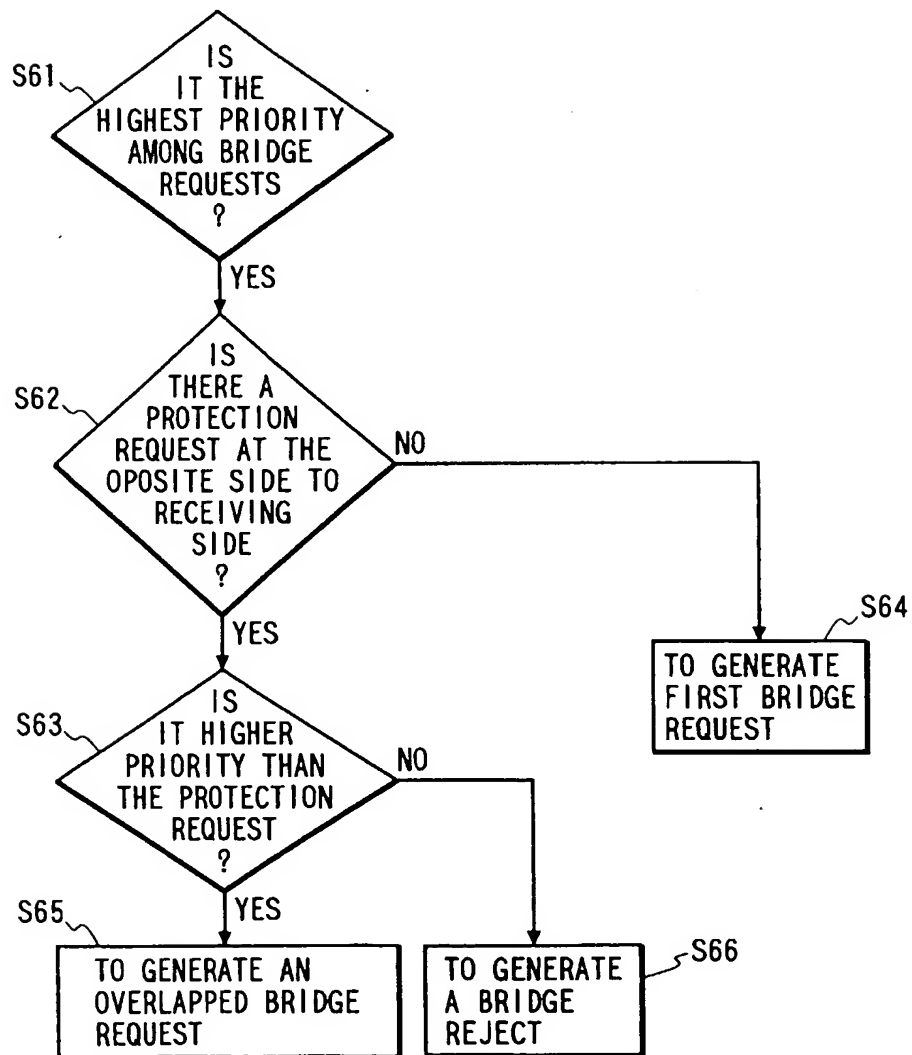 S61
IS
IT THE
HIGHEST PRIORITY
AMONG BRIDGE
REQUESTS
?
YES
S62
IS
THERE A
PROTECTION
REQUEST AT THE
OPOSITE SIDE TO
RECEIVING
SIDE
?
NO
YES
S64
TO GENERATE
FIRST BRIDGE
REQUEST
S63
IS
IT HIGHER
PRIORITY THAN
THE PROTECTION
REQUEST
?
NO
YES
S65
TO GENERATE AN
OVERLAPPED BRIDGE
REQUEST
TO GENERATE
A BRIDGE
REJECT
S66